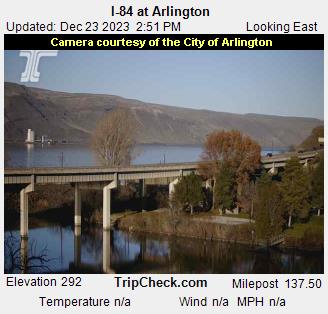 I-84 at Arlington
Updated: Dec 23 2023 2:51 PM Looking East
Camera courtesy of the City of Arlington
Elevation 292 TripCheck.com Milepost 137.50
Temperature n/a Wind n/a MPH n/a